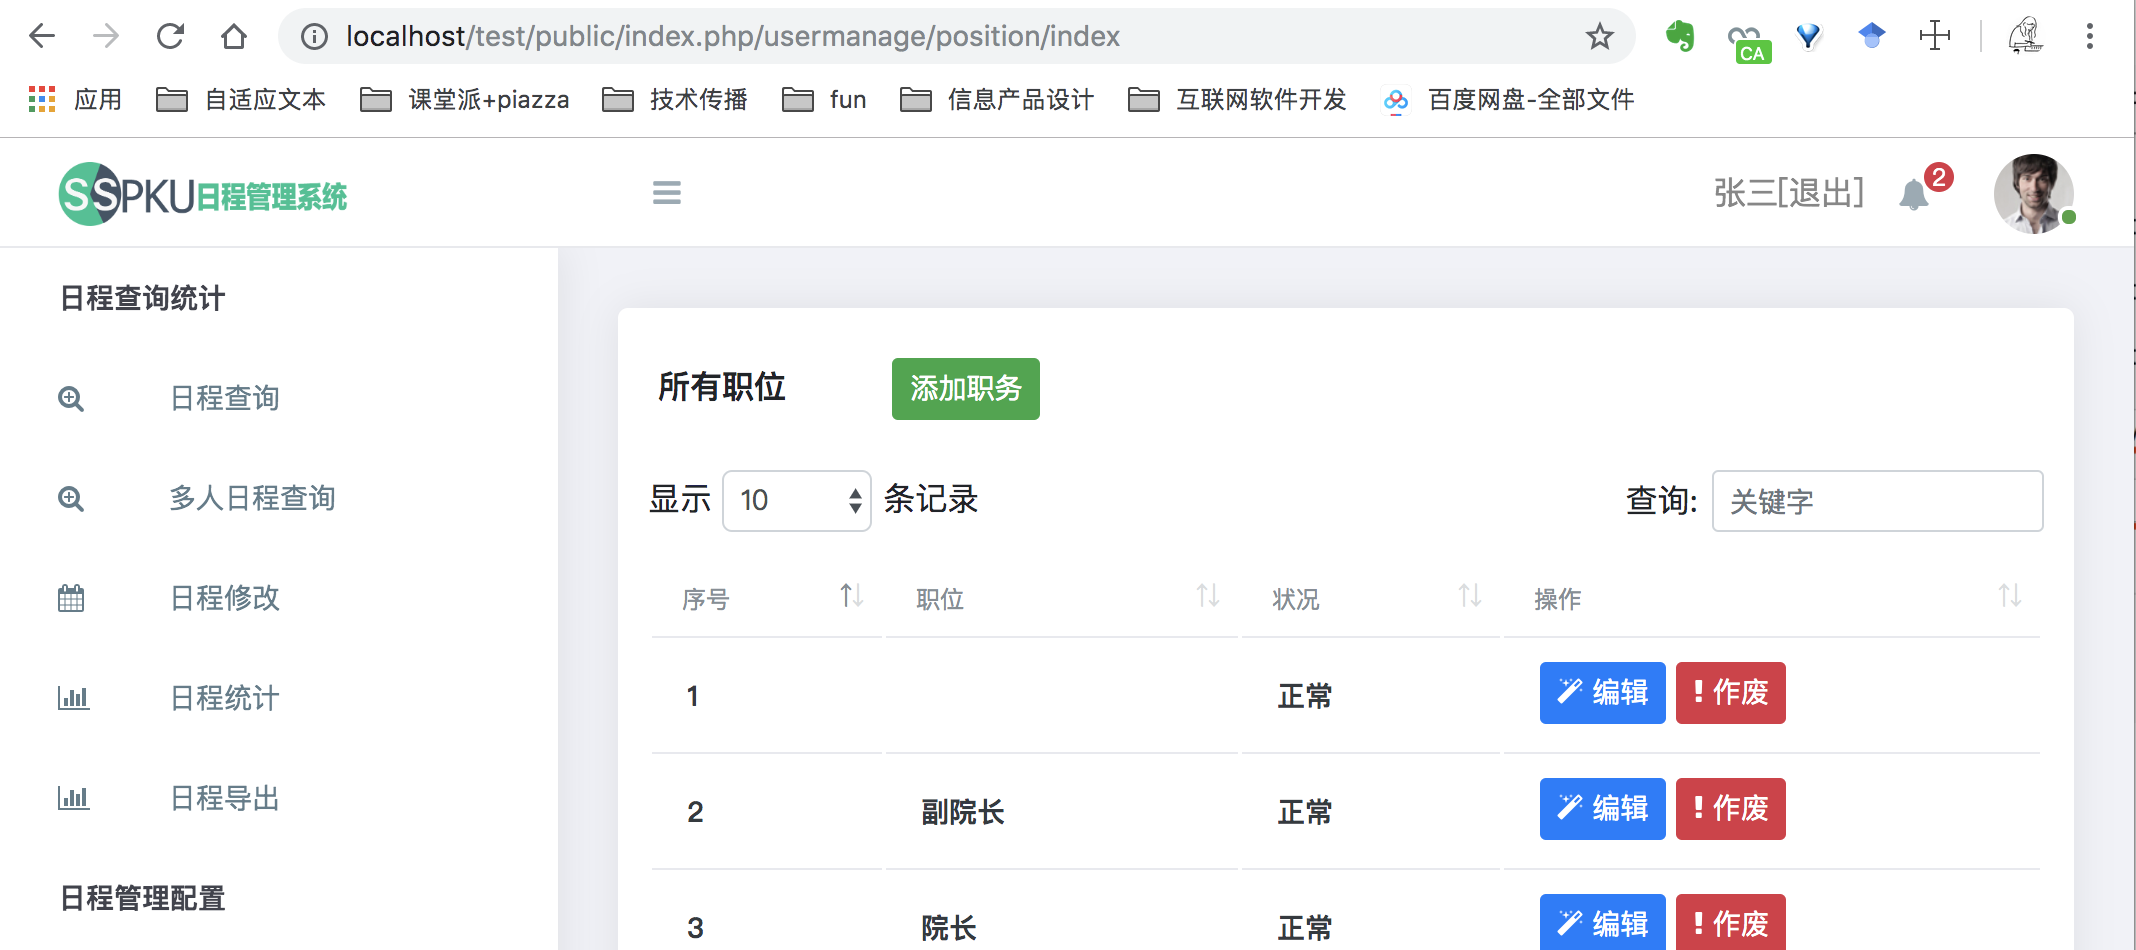 localhost/test/public/index.php/usermanage/position/index
CA
应用 自适应文本 课堂派+piazza 技术传播 fun 信息产品设计 互联网软件开发 百度网盘-全部文件
SSPKU日程管理系统 张三[退出] 2
日程查询统计
日程查询
多人日程查询
日程修改
日程统计
日程导出
日程管理配置
所有职位 添加职务
显示 10 条记录 查询: 关键字
序号 职位 状况 操作
1 正常 编辑 作废
2 副院长 正常 编辑 作废
3 院长 正常 编辑 作废